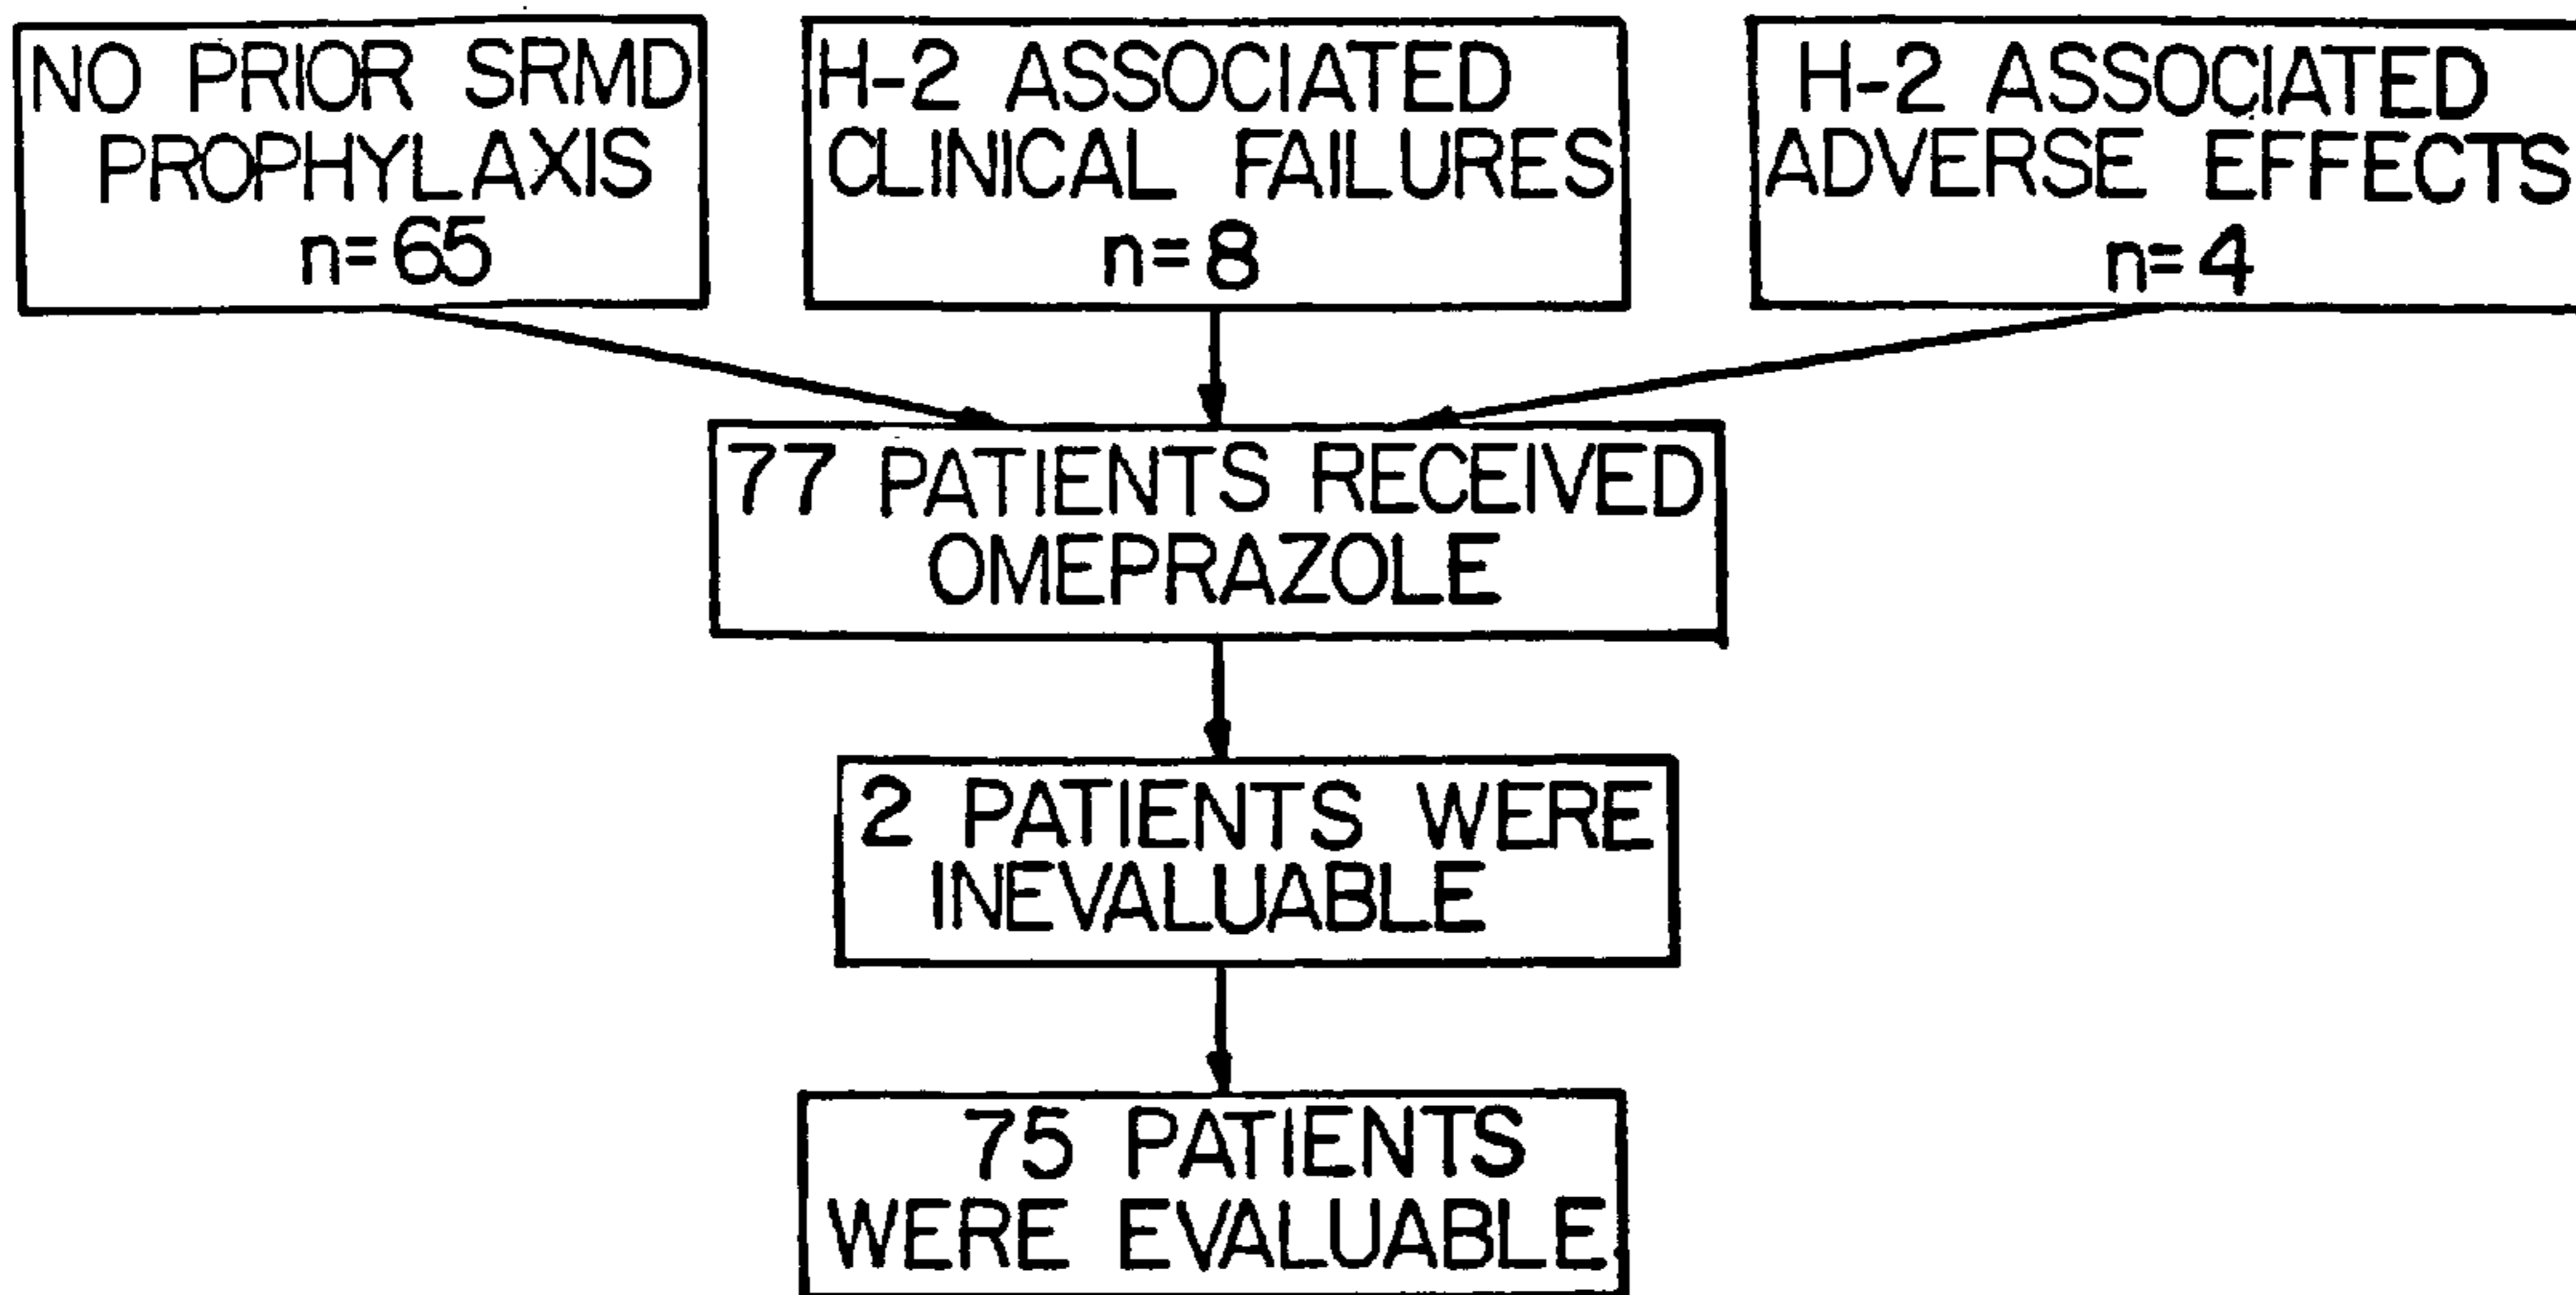 NO PRIOR SRMD
PROPHYLAXIS
n=65
H-2 ASSOCIATED
CLINICAL FAILURES
n=8
H-2 ASSOCIATED
ADVERSE EFFECTS
n=4
77 PATIENTS RECEIVED
OMEPRAZOLE
2 PATIENTS WERE
INEVALUABLE
75 PATIENTS
WERE EVALUABLE